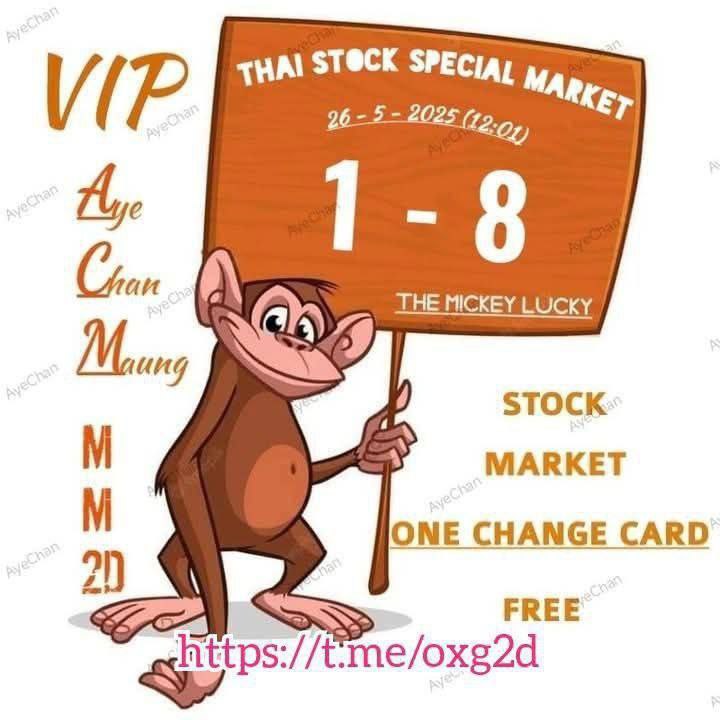 VIP
Aye
Chan
Maung
M
M
2D
THAI STOCK SPECIAL MARKET
26 - 5 - 2025 (12:01)
1 - 8
THE MICKEY LUCKY
STOCK
MARKET
ONE CHANGE CARD
FREE
https://t.me/oxg2d
AyeChan